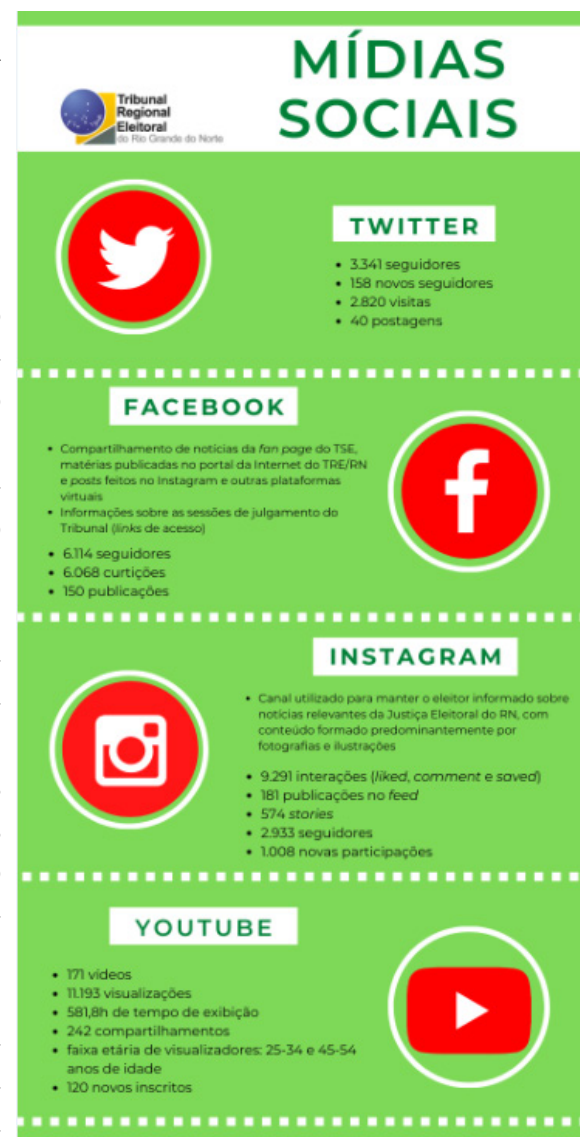 MÍDIAS
SOCIAIS
Tribunal
Regional
Eleitoral
do Rio Grande do Norte
TWITTER
• 3.341 seguidores
• 158 novos seguidores
• 2.820 visitas
• 40 postagens
FACEBOOK
• Compartilhamento de notícias da fan page do TSE,
matérias publicadas no portal da Internet do TRE/RN
e posts feitos no Instagram e outras plataformas
virtuais
• Informações sobre as sessões de julgamento do
Tribunal (links de acesso)
• 6.114 seguidores
• 6.068 curtições
• 150 publicações
INSTAGRAM
• Canal utilizado para manter o eleitor informado sobre
notícias relevantes da Justiça Eleitoral do RN, com
conteúdo formado predominantemente por
fotografias e ilustrações
• 9.291 interações (liked, comment e saved)
• 181 publicações no feed
• 574 stories
• 2.933 seguidores
• 1.008 novas participações
YOUTUBE
• 171 vídeos
• 11.193 visualizações
• 581,8h de tempo de exibição
• 242 compartilhamentos
• faixa etária de visualizadores: 25-34 e 45-54
anos de idade
• 120 novos inscritos